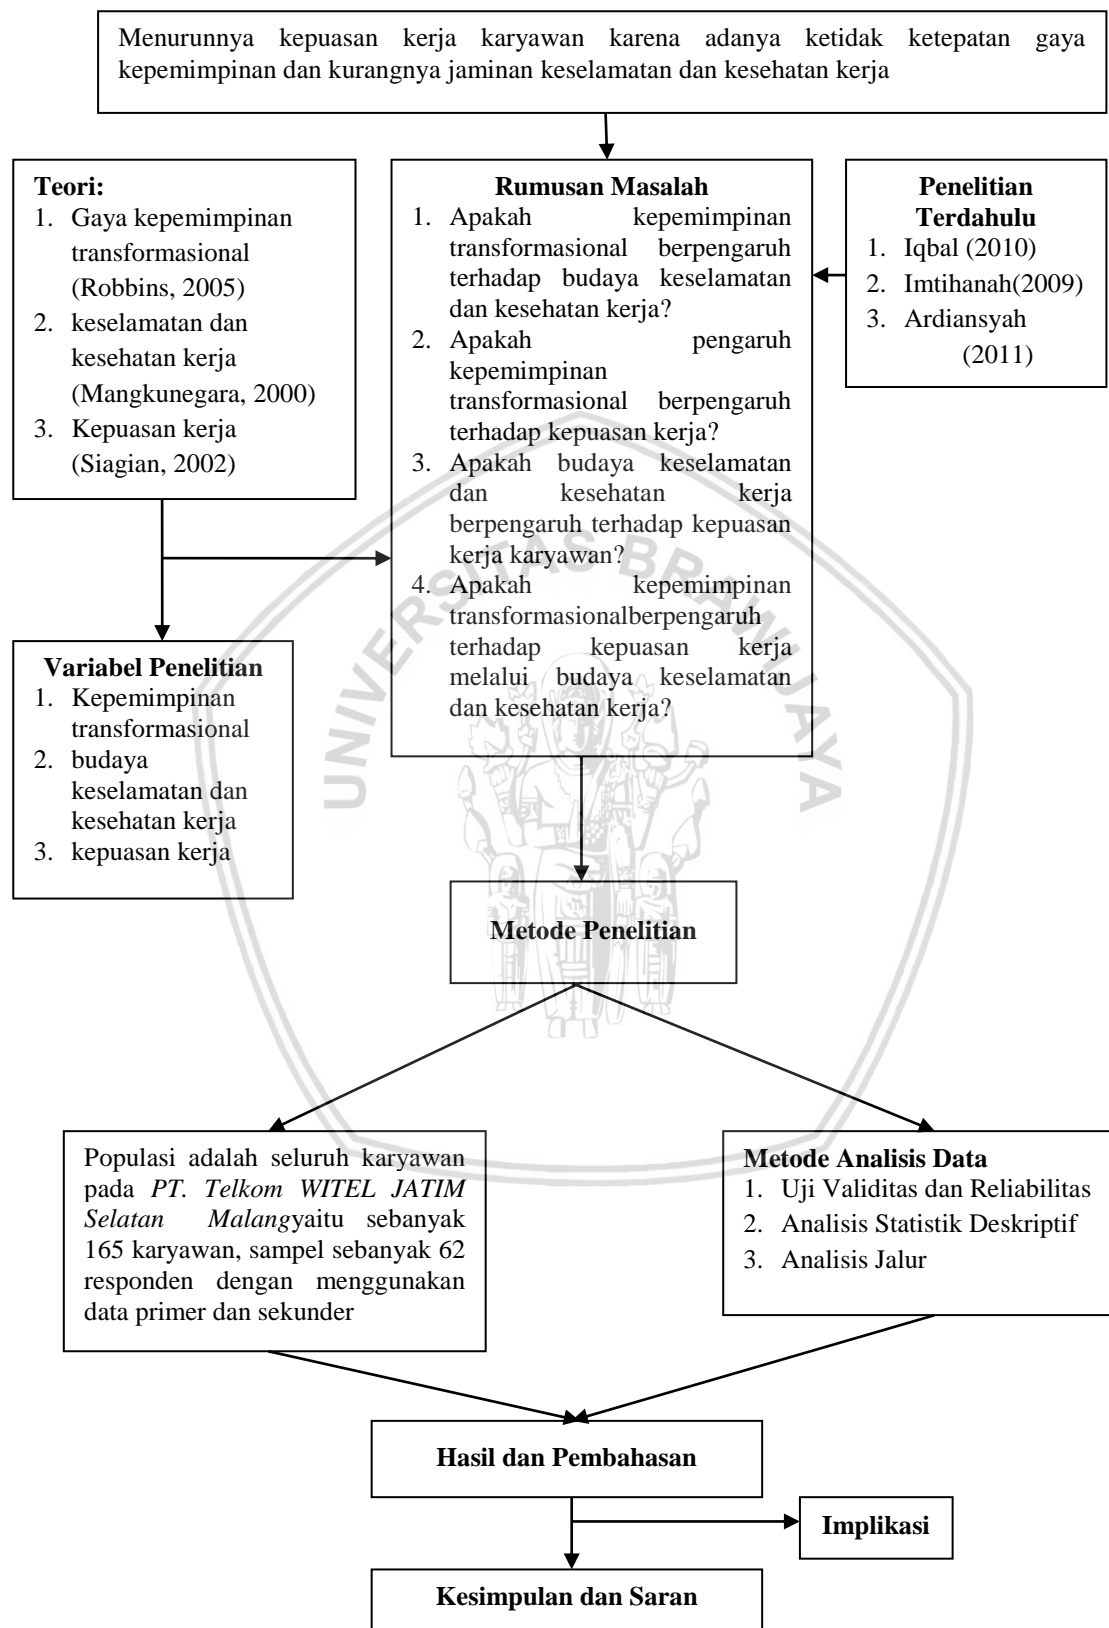 Menurunnya kepuasan kerja karyawan karena adanya ketidak ketepatan gaya
kepemimpinan dan kurangnya jaminan keselamatan dan kesehatan kerja
Teori:
1. Gaya kepemimpinan
transformasional
(Robbins, 2005)
2. keselamatan dan
kesehatan kerja
(Mangkunegara, 2000)
3. Kepuasan kerja
(Siagian, 2002)
Rumusan Masalah
1. Apakah kepemimpinan
transformasional berpengaruh
terhadap budaya keselamatan
dan kesehatan kerja?
2. Apakah pengaruh
kepemimpinan
transformasional berpengaruh
terhadap kepuasan kerja?
3. Apakah budaya keselamatan
dan kesehatan kerja
berpengaruh terhadap kepuasan
kerja karyawan?
4. Apakah kepemimpinan
transformasionalberpengaruh
terhadap kepuasan kerja
melalui budaya keselamatan
dan kesehatan kerja?
Penelitian
Terdahulu
1. Iqbal (2010)
2. Imtihanah(2009)
3. Ardiansyah
(2011)
Variabel Penelitian
1. Kepemimpinan
transformasional
2. budaya
keselamatan dan
kesehatan kerja
3. kepuasan kerja
UNIVERSITAS BRAWIJAYA
Metode Penelitian
Populasi adalah seluruh karyawan
pada PT. Telkom WITEL JATIM
Selatan Malangyaitu sebanyak
165 karyawan, sampel sebanyak 62
responden dengan menggunakan
data primer dan sekunder
Metode Analisis Data
1. Uji Validitas dan Reliabilitas
2. Analisis Statistik Deskriptif
3. Analisis Jalur
Hasil dan Pembahasan
Implikasi
Kesimpulan dan Saran